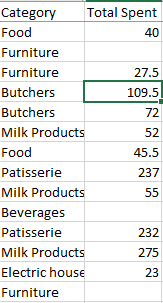 Category Total Spent
Food 40
Furniture
Furniture 27.5
Butchers 109.5
Butchers 72
Milk Products 52
Food 45.5
Patisserie 237
Milk Products 55
Beverages
Patisserie 232
Milk Products 275
Electric house 23
Furniture